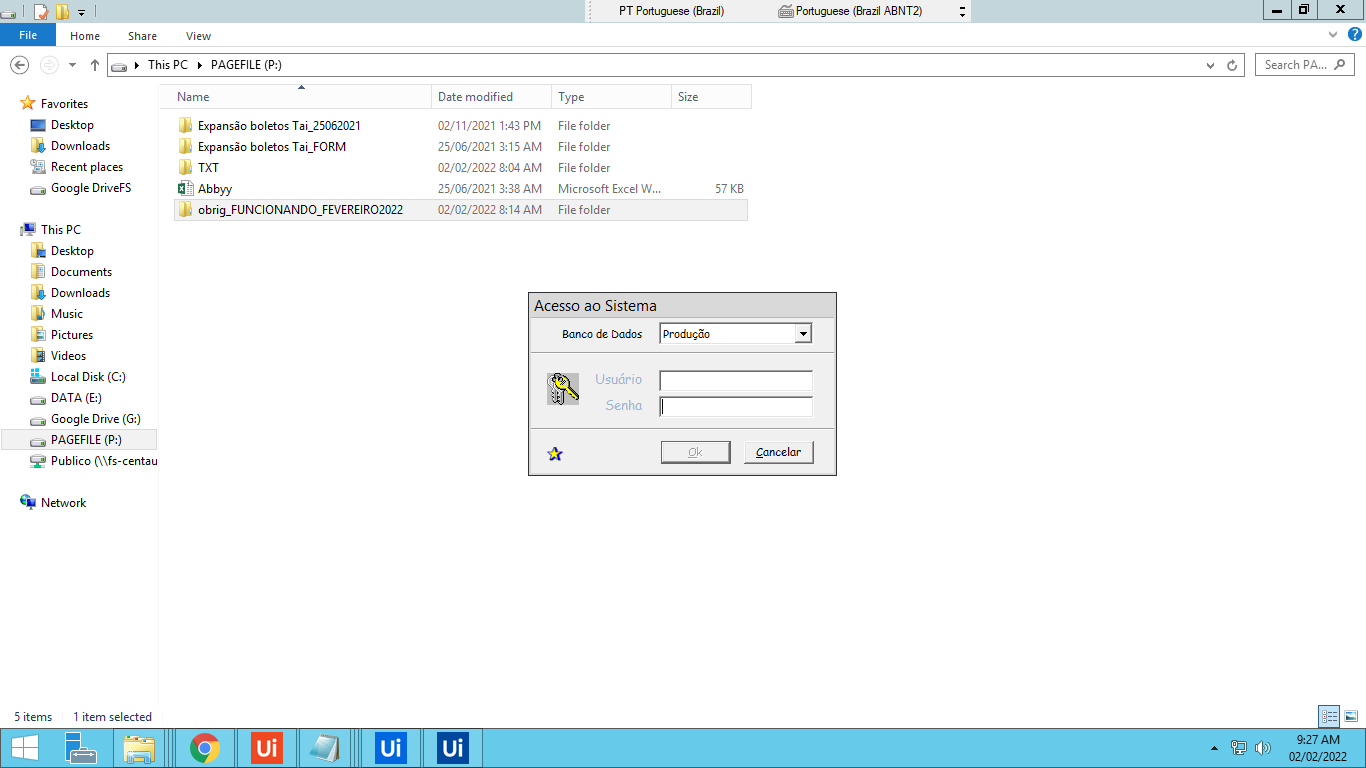 PT Portuguese (Brazil) Portuguese (Brazil ABNT2)
File Home Share View
This PC PAGEFILE (P:) Search PA...
Name Date modified Type Size
Expansão boletos Tai_25062021 02/11/2021 1:43 PM File folder
Expansão boletos Tai_FORM 25/06/2021 3:15 AM File folder
TXT 02/02/2022 8:04 AM File folder
Abbyy 25/06/2021 3:38 AM Microsoft Excel W... 57 KB
obrig_FUNCIONANDO_FEVEREIRO2022 02/02/2022 8:14 AM File folder
Favorites
Desktop
Downloads
Recent places
Google DriveFS
This PC
Desktop
Documents
Downloads
Music
Pictures
Videos
Local Disk (C:)
DATA (E:)
Google Drive (G:)
PAGEFILE (P:)
Publico (\\fs-centau
Network
Acesso ao Sistema
Banco de Dados Produção
Usuário
Senha
Ok Cancelar
5 items 1 item selected
Ui Ui Ui
9:27 AM
02/02/2022